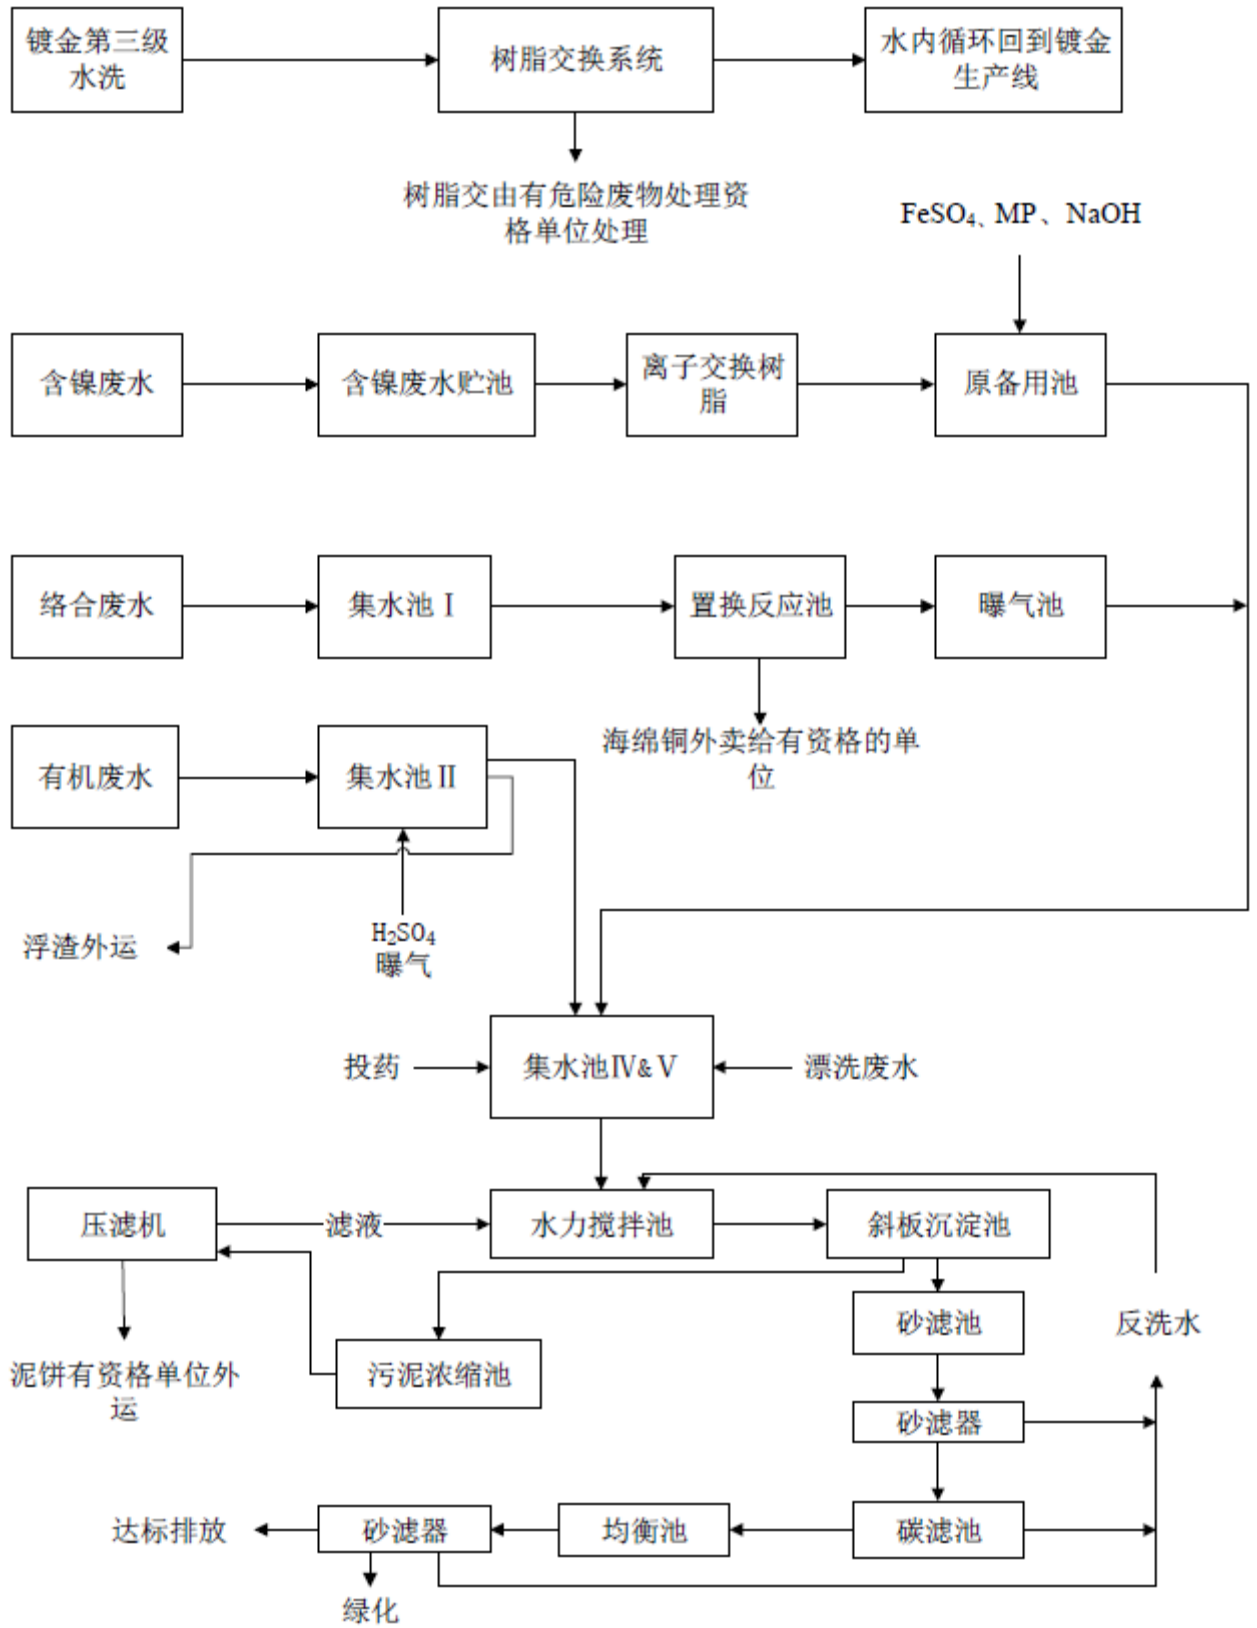 镀金第三级
水洗
树脂交换系统
水内循环回到镀金
生产线
树脂交由有危险废物处理资
格单位处理
FeSO₄、MP、NaOH
含镍废水
含镍废水贮池
离子交换树
脂
原备用池
络合废水
集水池Ⅰ
置换反应池
曝气池
海绵铜外卖给有资格的单
位
有机废水
集水池Ⅱ
浮渣外运
H₂SO₄
曝气
投药
集水池Ⅳ&Ⅴ
漂洗废水
压滤机
滤液
水力搅拌池
斜板沉淀池
砂滤池
反洗水
泥饼有资格单位外
运
污泥浓缩池
砂滤器
达标排放
砂滤器
均衡池
碳滤池
绿化